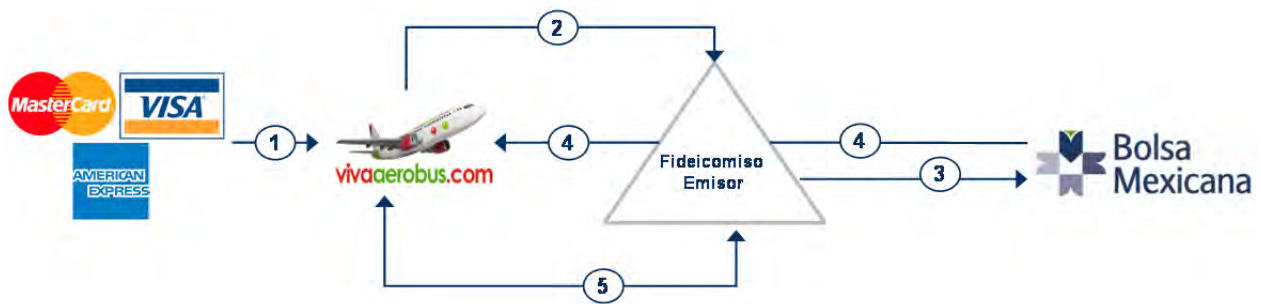 2
MasterCard
VISA
1
4
4
Fideicomiso
Emisor
Bolsa
Mexicana
vivaaerobus.com
3
AMERICAN
EXPRESS
5